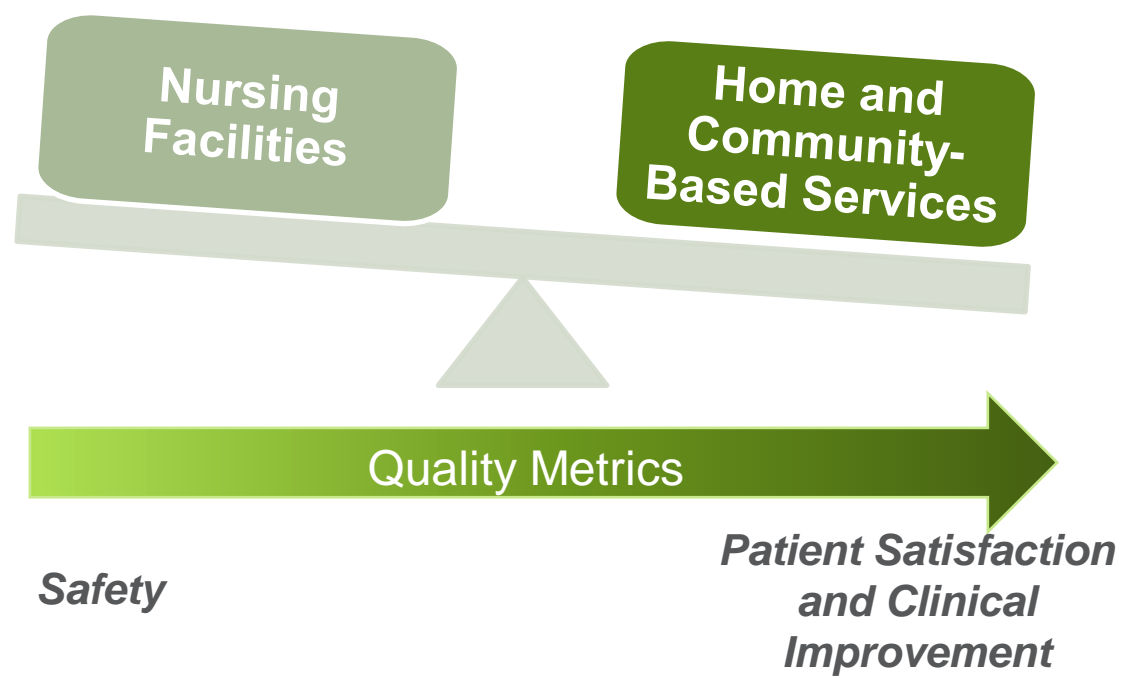 Nursing
Facilities
Home and
Community-
Based Services
Quality Metrics
Safety
Patient Satisfaction
and Clinical
Improvement